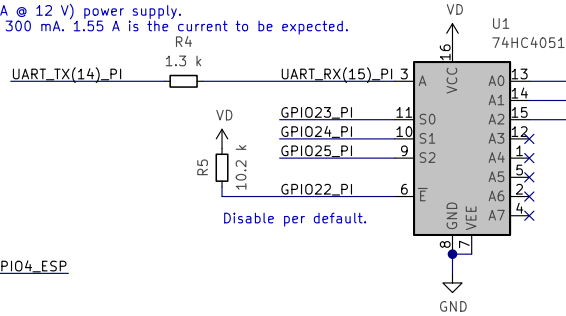 A @ 12 V) power supply.
300 mA. 1.55 A is the current to be expected.
VD
U1
74HC4051
R4
1.3 k
16
VCC
UART_TX(14)_PI
UART_RX(15)_PI 3
A
A0 13
A1 14
VD
GPIO23_PI 11
S0
A2 15
GPIO24_PI 10
S1
A3 12
R5
10.2 k
GPIO25_PI 9
S2
A4 1
A5 5
GPIO22_PI 6
E
A6 2
A7 4
Disable per default.
GND
VEE
8
7
PIO4_ESP
GND